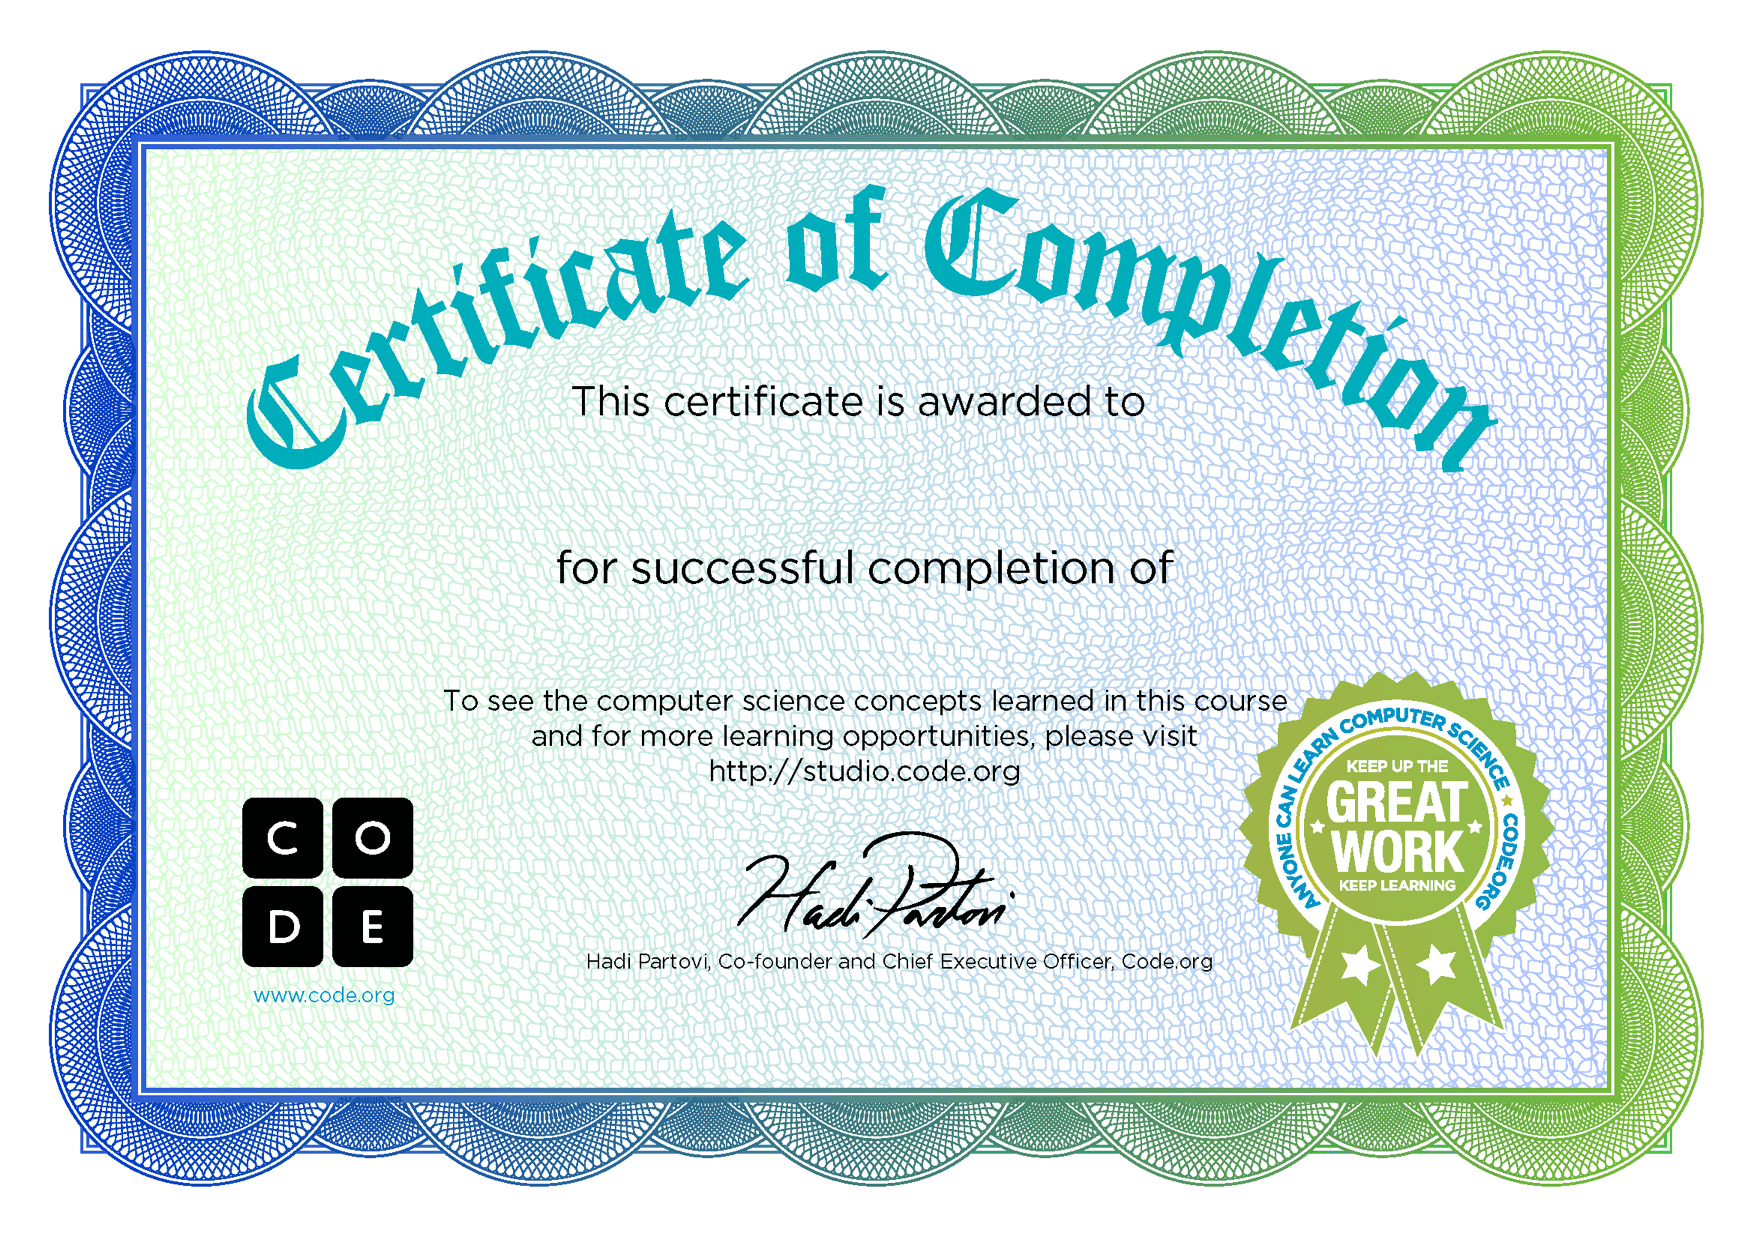 Certificate of Completion
This certificate is awarded to
for successful completion of
To see the computer science concepts learned in this course
and for more learning opportunities, please visit
http://studio.code.org
C O
D E
www.code.org
Hadi Partovi
Hadi Partovi, Co-founder and Chief Executive Officer, Code.org
ANYONE CAN LEARN COMPUTER SCIENCE ★ CODE.ORG
KEEP UP THE
GREAT
WORK
KEEP LEARNING